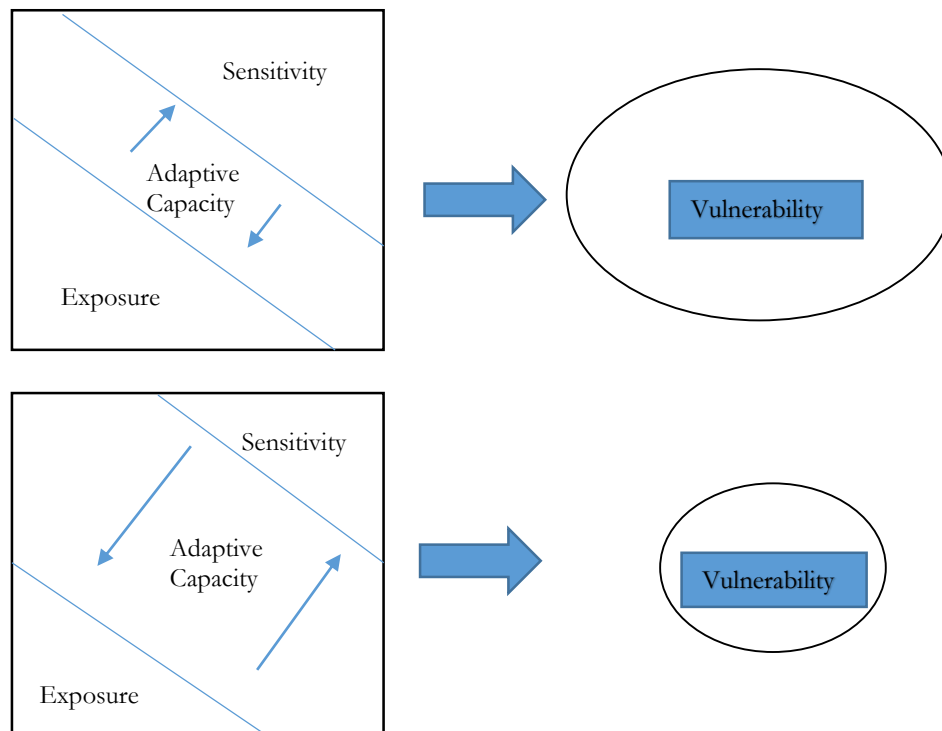 Sensitivity
Adaptive
Capacity
Exposure
Vulnerability
Sensitivity
Adaptive
Capacity
Exposure
Vulnerability